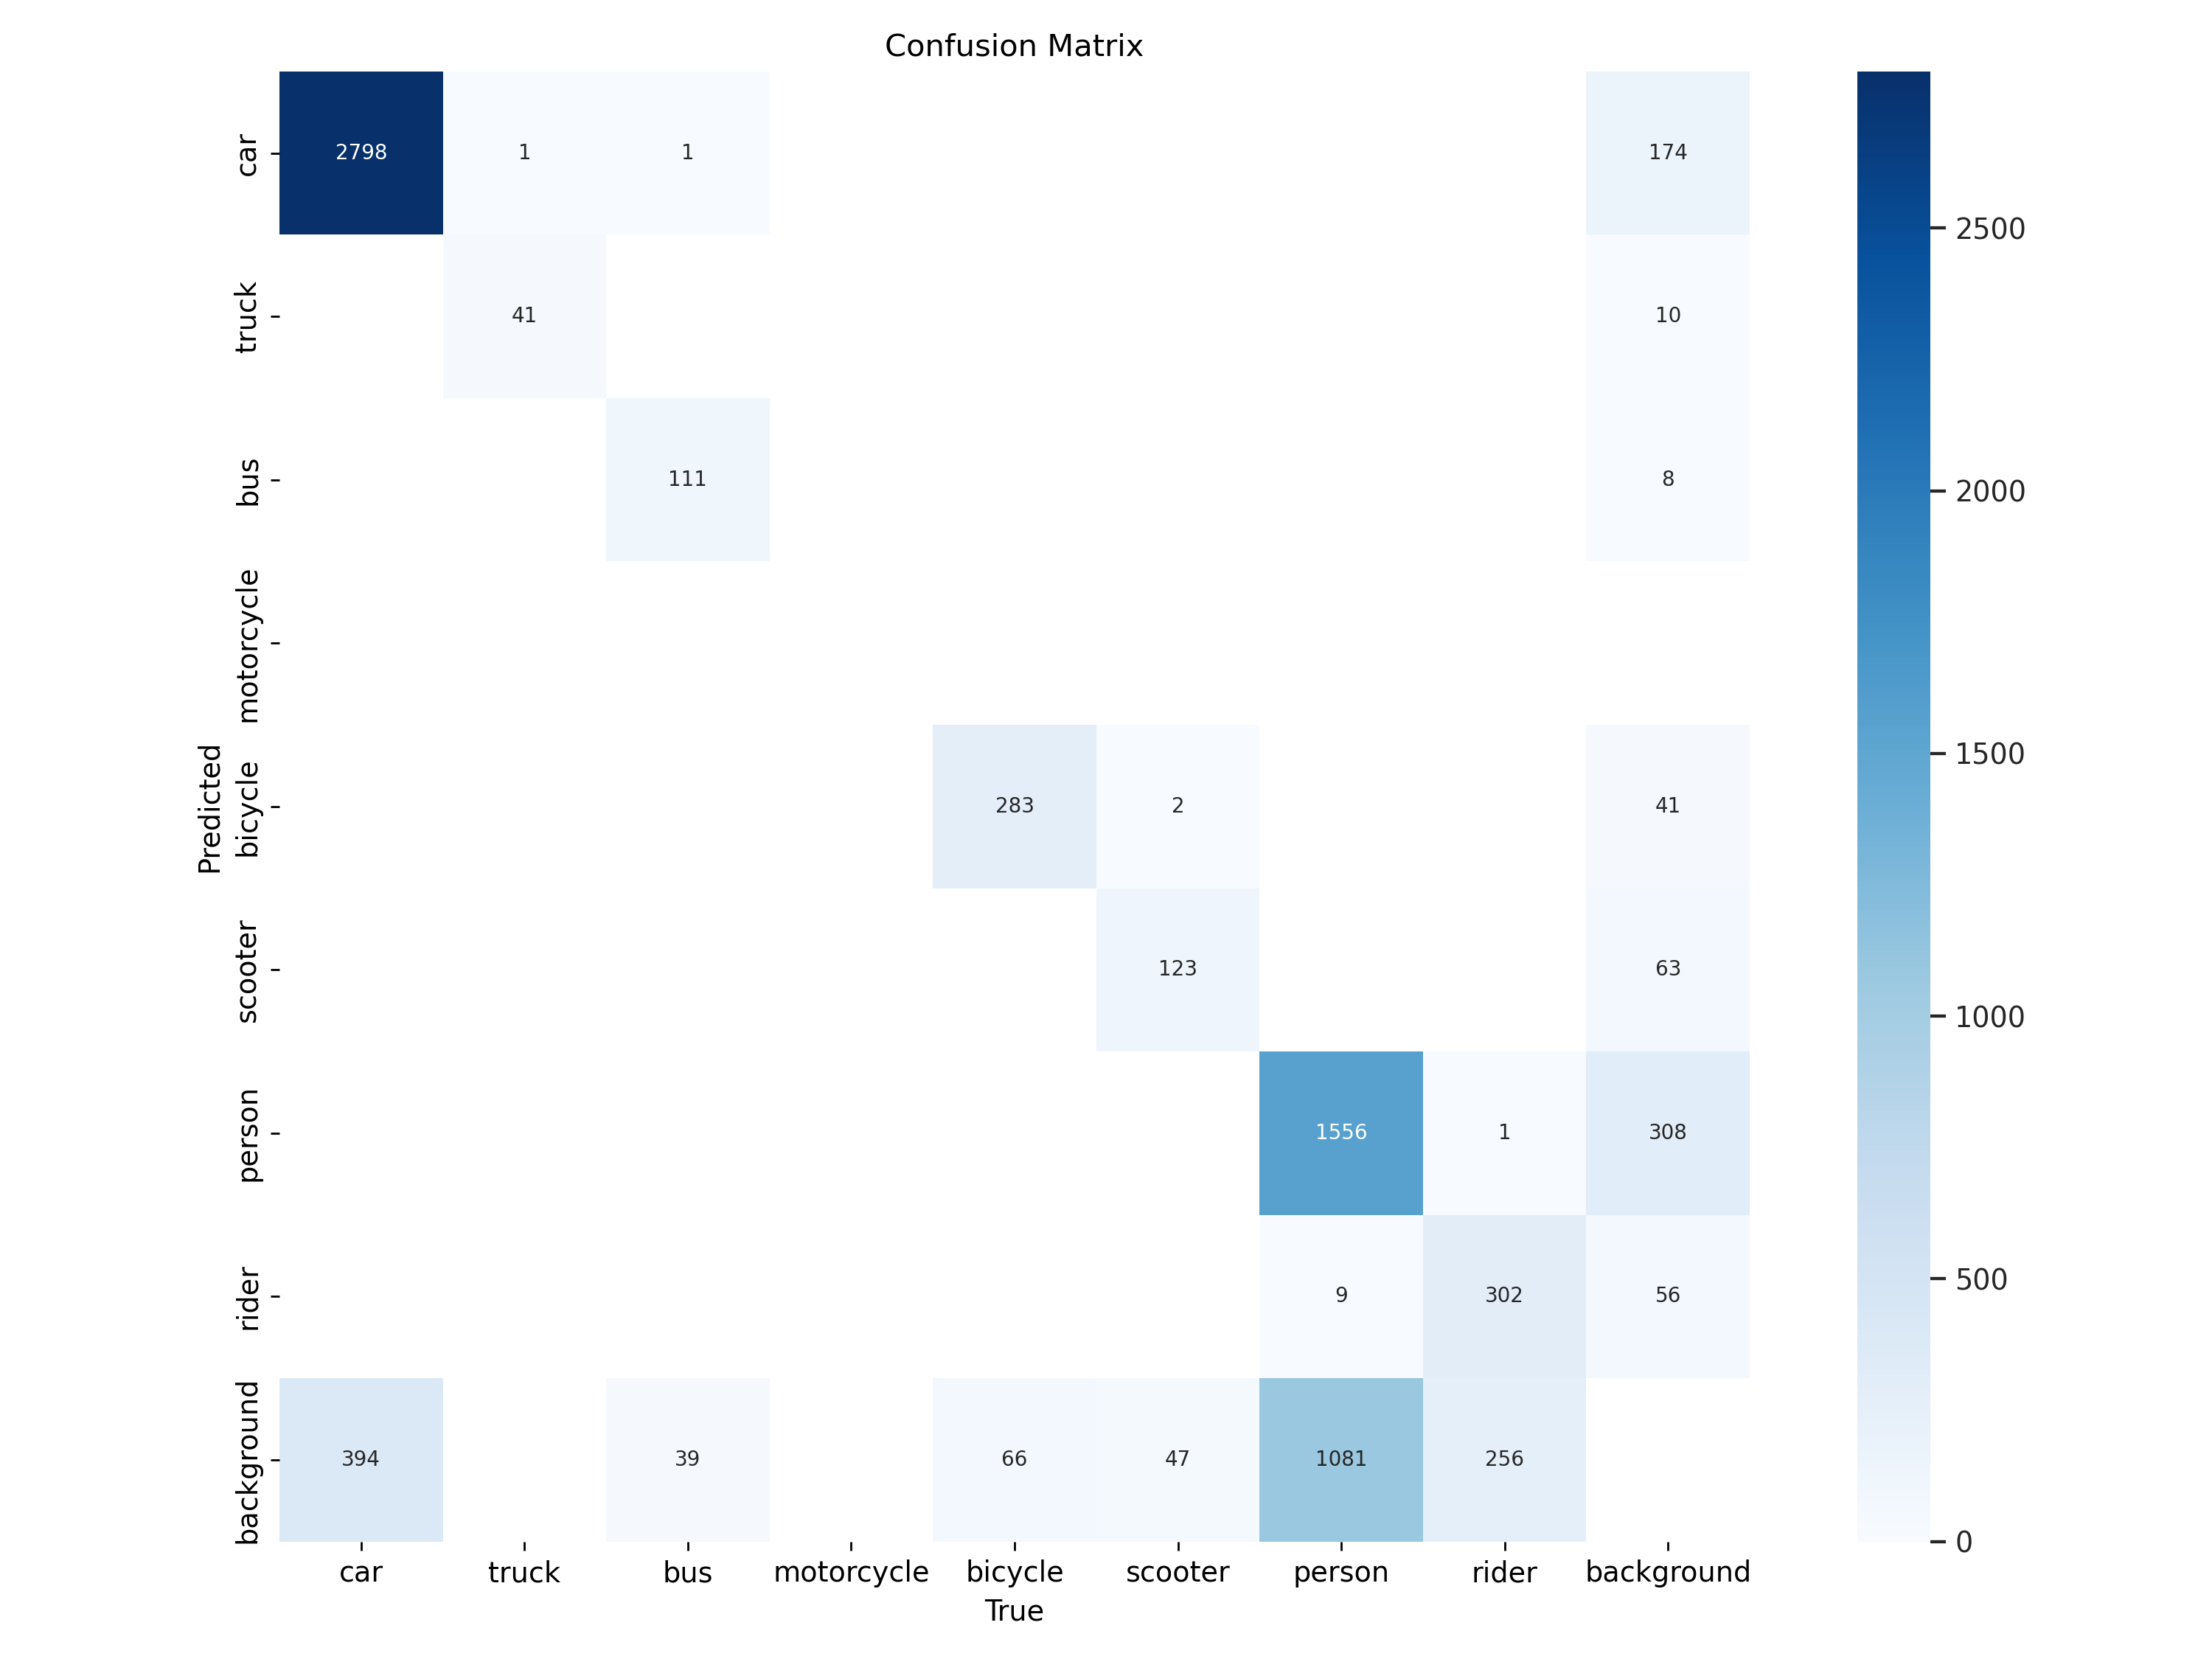 Confusion Matrix
car
2798
1
1
174
truck
41
10
bus
111
8
motorcycle
bicycle
283
2
41
scooter
123
63
person
1556
1
308
rider
9
302
56
background
394
39
66
47
1081
256
Predicted
car
truck
bus
motorcycle
bicycle
scooter
person
rider
background
True
2500
2000
1500
1000
500
0